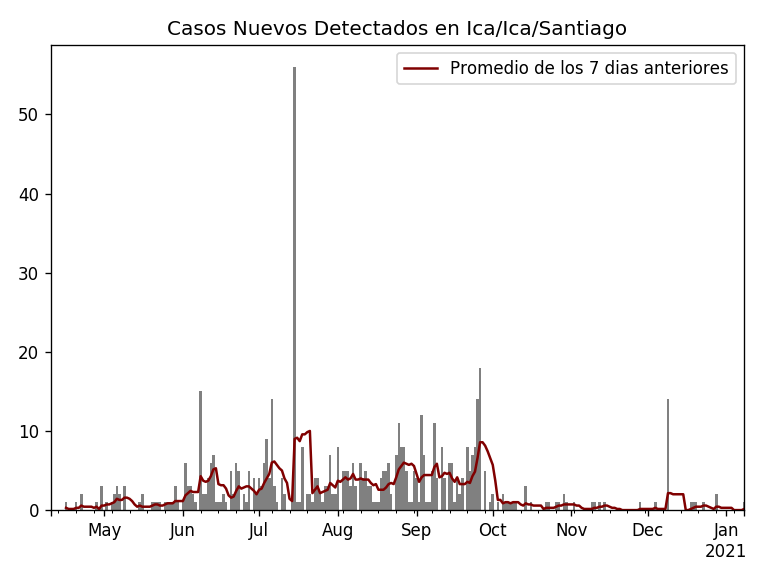 Casos Nuevos Detectados en Ica/Ica/Santiago
Promedio de los 7 dias anteriores
50
40
30
20
10
0
May Jun Jul Aug Sep Oct Nov Dec Jan
2021